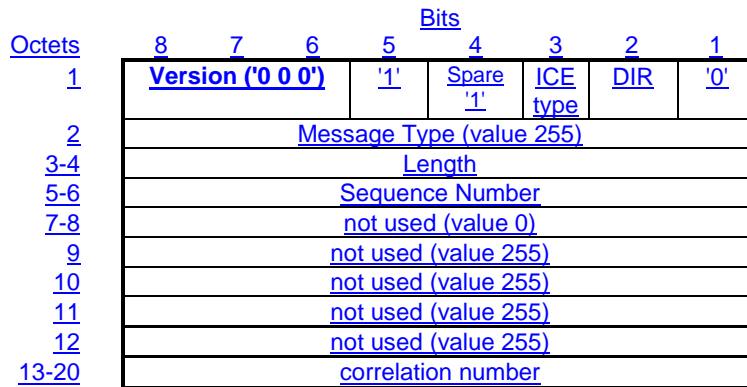 Bits
Octets 8 7 6 5 4 3 2 1
1 Version ('0 0 0') '1' Spare '1' ICE type DIR '0'
2 Message Type (value 255)
3-4 Length
5-6 Sequence Number
7-8 not used (value 0)
9 not used (value 255)
10 not used (value 255)
11 not used (value 255)
12 not used (value 255)
13-20 correlation number